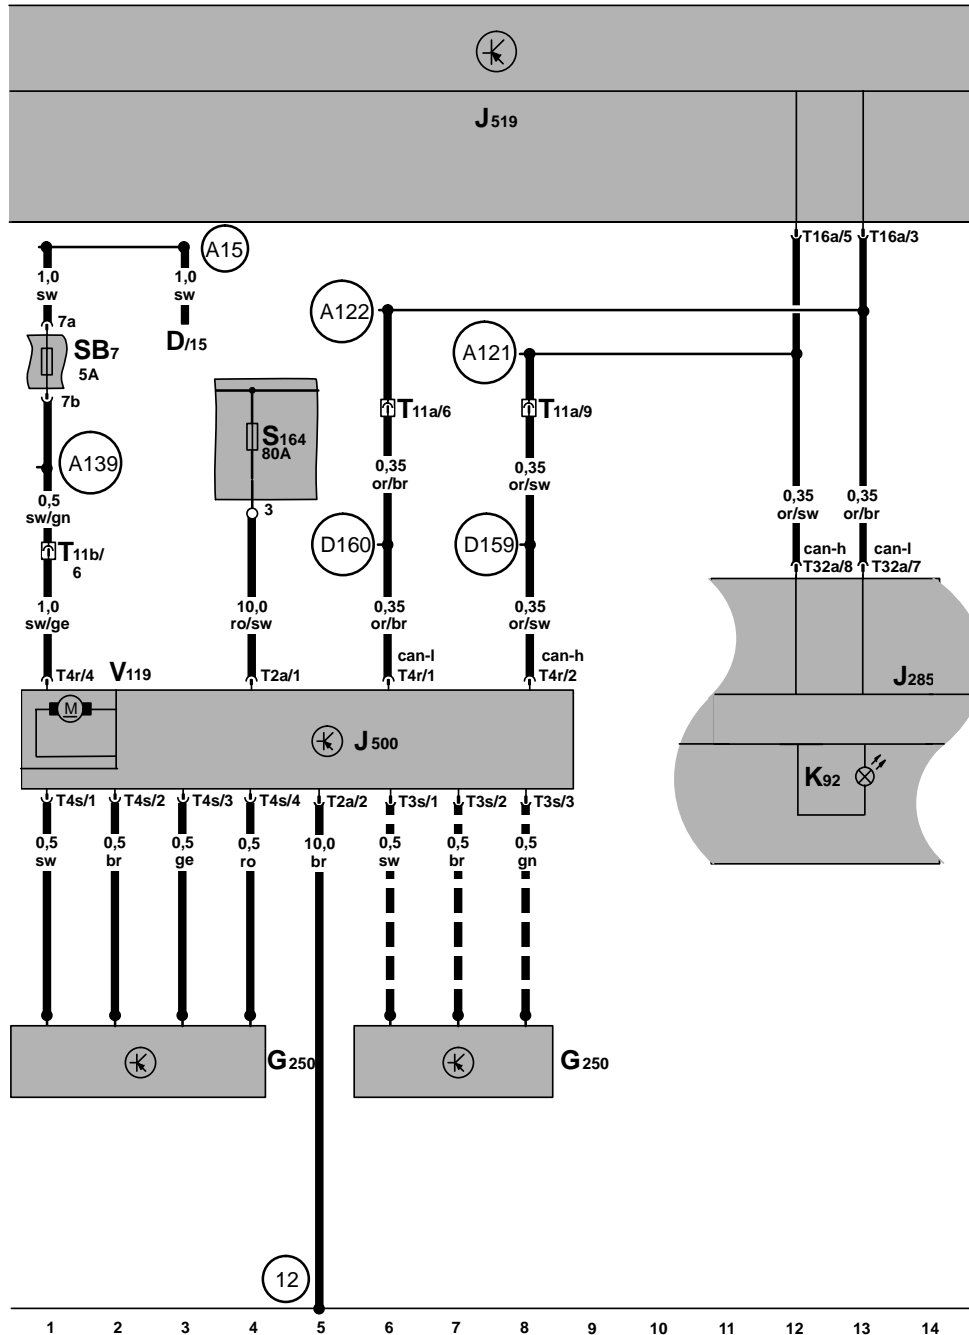 J519
T16a/5 T16a/3
A15
1,0
sw
1,0
sw
7a
D/15
SB7
5A
7b
A122
A121
T11a/6
T11a/9
S164
80A
3
A139
0,5
sw/gn
T11b/
6
0,35
or/br
0,35
or/sw
0,35
or/sw
0,35
or/br
D160
D159
can-h
T32a/8
can-l
T32a/7
1,0
sw/ge
10,0
ro/sw
0,35
or/br
0,35
or/sw
T4r/4
V119
T2a/1
can-l
T4r/1
can-h
T4r/2
J285
M
J500
K92
T4s/1 T4s/2 T4s/3 T4s/4 T2a/2 T3s/1 T3s/2 T3s/3
0,5
sw
0,5
br
0,5
ge
0,5
ro
10,0
br
0,5
sw
0,5
br
0,5
gn
G250
G250
12
1 2 3 4 5 6 7 8 9 10 11 12 13 14